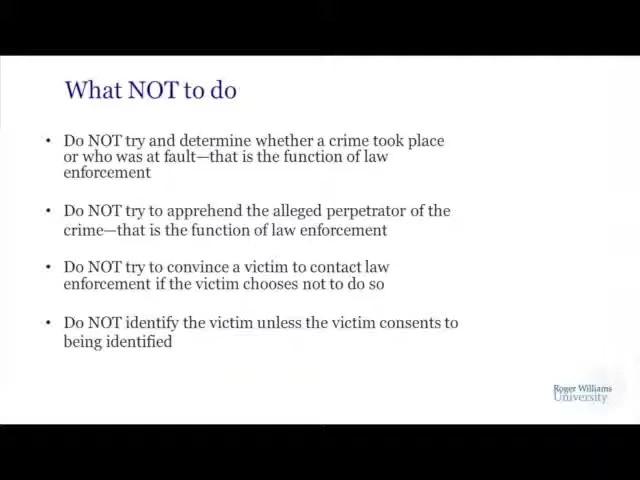 What NOT to do
• Do NOT try and determine whether a crime took place
or who was at fault—that is the function of law
enforcement
• Do NOT try to apprehend the alleged perpetrator of the
crime—that is the function of law enforcement
• Do NOT try to convince a victim to contact law
enforcement if the victim chooses not to do so
• Do NOT identify the victim unless the victim consents to
being identified
Roger Williams
University